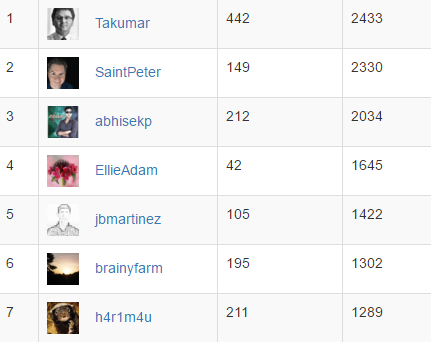 1 Takumar 442 2433
2 SaintPeter 149 2330
3 abhisekp 212 2034
4 EllieAdam 42 1645
5 jbmartinez 105 1422
6 brainyfarm 195 1302
7 h4r1m4u 211 1289